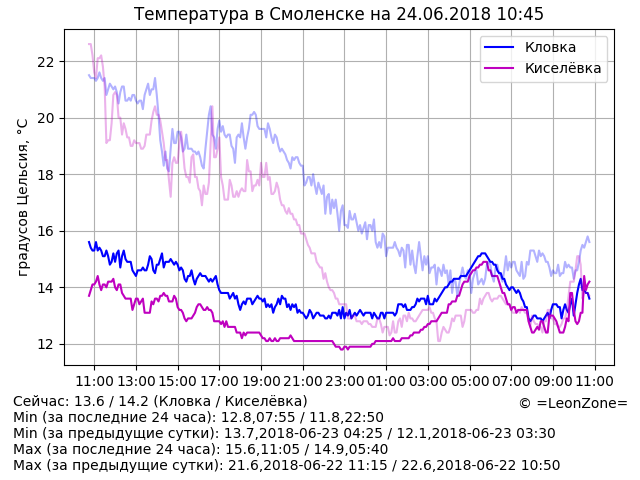 Температура в Смоленске на 24.06.2018 10:45
Кловка
Киселёвка
градусов Цельсия, °C
22
20
18
16
14
12
11:00 13:00 15:00 17:00 19:00 21:00 23:00 01:00 03:00 05:00 07:00 09:00 11:00
Сейчас: 13.6 / 14.2 (Кловка / Киселёвка)
© =LeonZone=
Min (за последние 24 часа): 12.8,07:55 / 11.8,22:50
Min (за предыдущие сутки): 13.7,2018-06-23 04:25 / 12.1,2018-06-23 03:30
Max (за последние 24 часа): 15.6,11:05 / 14.9,05:40
Max (за предыдущие сутки): 21.6,2018-06-22 11:15 / 22.6,2018-06-22 10:50